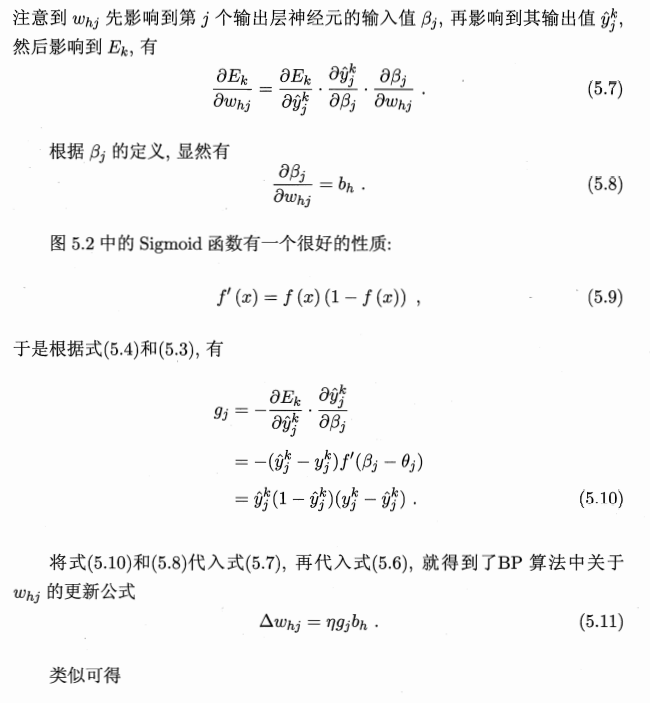 注意到 $w_{hj}$ 先影响到第 $j$ 个输出层神经元的输入值 $\beta_j$, 再影响到其输出值 $\hat{y}_j^k$,
然后影响到 $E_k$, 有
$\frac{\partial E_k}{\partial w_{hj}} = \frac{\partial E_k}{\partial \hat{y}_j^k} \cdot \frac{\partial \hat{y}_j^k}{\partial \beta_j} \cdot \frac{\partial \beta_j}{\partial w_{hj}}$ . (5.7)
根据 $\beta_j$ 的定义, 显然有
$\frac{\partial \beta_j}{\partial w_{hj}} = b_h$ . (5.8)
图 5.2 中的 Sigmoid 函数有一个很好的性质:
$f'(x) = f(x)(1 - f(x))$ , (5.9)
于是根据式(5.4)和(5.3), 有
$g_j = -\frac{\partial E_k}{\partial \hat{y}_j^k} \cdot \frac{\partial \hat{y}_j^k}{\partial \beta_j}$
$= -(\hat{y}_j^k - y_j^k) f'(\beta_j - \theta_j)$
$= \hat{y}_j^k (1 - \hat{y}_j^k)(y_j^k - \hat{y}_j^k)$ . (5.10)
将式(5.10)和(5.8)代入式(5.7), 再代入式(5.6), 就得到了BP 算法中关于
$w_{hj}$ 的更新公式
$\Delta w_{hj} = \eta g_j b_h$ . (5.11)
类似可得